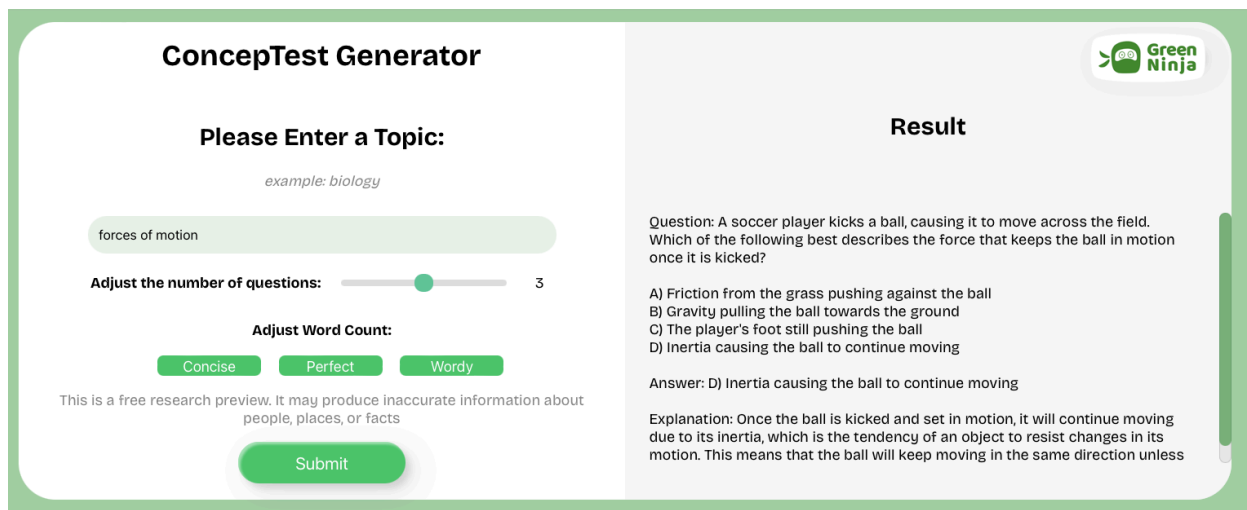 ConcepTest Generator
Please Enter a Topic:
example: biology
forces of motion
Adjust the number of questions: 3
Adjust Word Count:
Concise Perfect Wordy
This is a free research preview. It may produce inaccurate information about
people, places, or facts
Submit
Green
Ninja
Result
Question: A soccer player kicks a ball, causing it to move across the field.
Which of the following best describes the force that keeps the ball in motion
once it is kicked?
A) Friction from the grass pushing against the ball
B) Gravity pulling the ball towards the ground
C) The player's foot still pushing the ball
D) Inertia causing the ball to continue moving
Answer: D) Inertia causing the ball to continue moving
Explanation: Once the ball is kicked and set in motion, it will continue moving
due to its inertia, which is the tendency of an object to resist changes in its
motion. This means that the ball will keep moving in the same direction unless